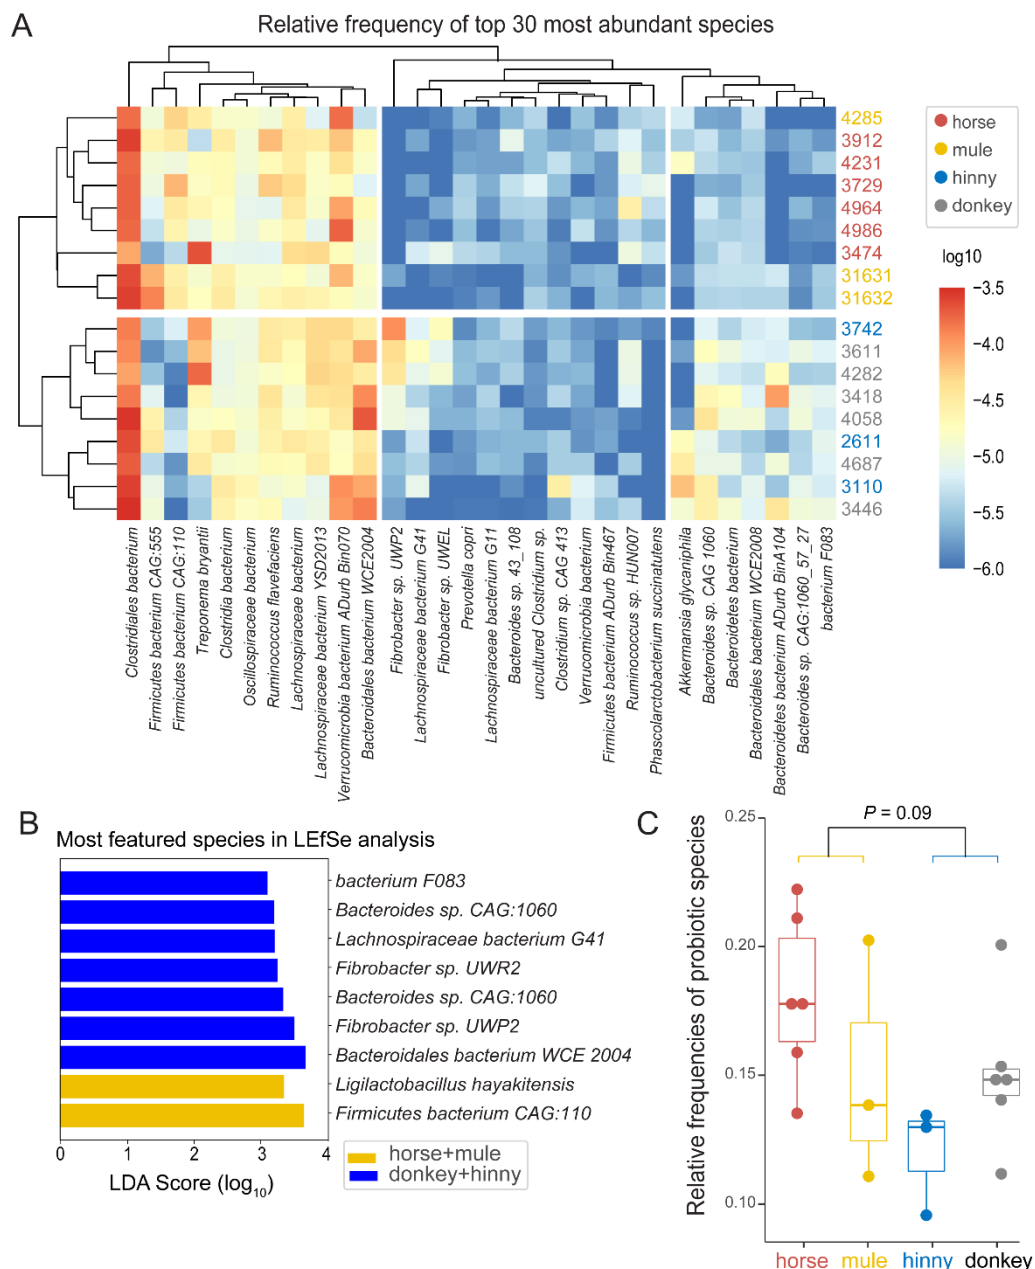 A
Relative frequency of top 30 most abundant species
4285
3912
4231
3729
4964
4986
3474
31631
31632
3742
3611
4282
3418
4058
2611
4687
3110
3446
horse
mule
hinny
donkey
log10
−3.5
−4.0
−4.5
−5.0
−5.5
−6.0
Clostridiales bacterium
Firmicutes bacterium CAG:555
Firmicutes bacterium CAG:110
Treponema bryantii
Clostridia bacterium
Oscillospiraceae bacterium
Ruminococcus flavefaciens
Lachnospiraceae bacterium
Lachnospiraceae bacterium YSD2013
Verrucomicrobia bacterium ADurb Bin070
Bacteroidales bacterium WCE2004
Fibrobacter sp. UWP2
Lachnospiraceae bacterium G41
Fibrobacter sp. UWEL
Prevotella copri
Lachnospiraceae bacterium G11
Bacteroides sp. 43_108
uncultured Clostridium sp.
Clostridium sp. CAG 413
Verrucomicrobia bacterium
Firmicutes bacterium ADurb Bin467
Ruminococcus sp. HUN007
Phascolarctobacterium succinatutens
Akkermansia glycaniphila
Bacteroides sp. CAG 1060
Bacteroidetes bacterium
Bacteroidales bacterium WCE2008
Bacteroidetes bacterium ADurb BinA104
Bacteroides sp. CAG:1060_57_27
bacterium F083
B
Most featured species in LEfSe analysis
bacterium F083
Bacteroides sp. CAG:1060
Lachnospiraceae bacterium G41
Fibrobacter sp. UWR2
Bacteroides sp. CAG:1060
Fibrobacter sp. UWP2
Bacteroidales bacterium WCE 2004
Ligilactobacillus hayakitensis
Firmicutes bacterium CAG:110
0 1 2 3 4
LDA Score (log10)
horse+mule
donkey+hinny
C
P = 0.09
Relative frequencies of probiotic species
0.25
0.20
0.15
0.10
horse mule hinny donkey